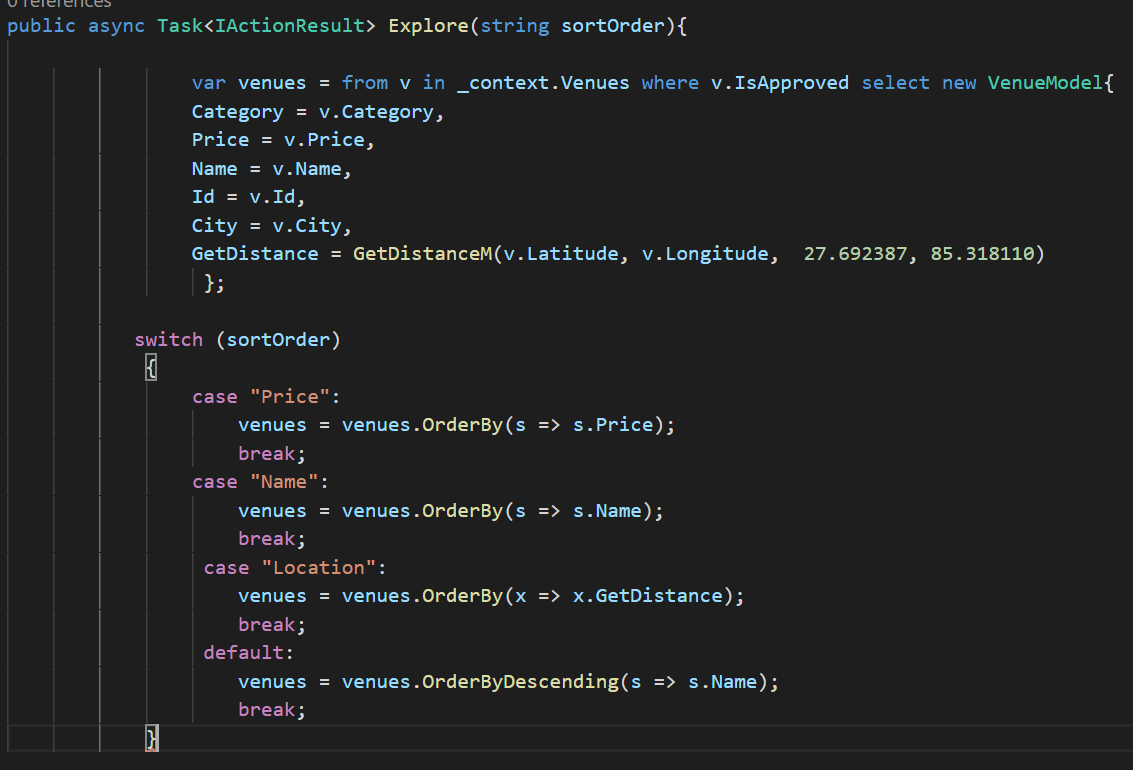 0 references
public async Task<IActionResult> Explore(string sortOrder){
var venues = from v in _context.Venues where v.IsApproved select new VenueModel{
Category = v.Category,
Price = v.Price,
Name = v.Name,
Id = v.Id,
City = v.City,
GetDistance = GetDistanceM(v.Latitude, v.Longitude,  27.692387, 85.318110)
};
switch (sortOrder)
{
case "Price":
venues = venues.OrderBy(s => s.Price);
break;
case "Name":
venues = venues.OrderBy(s => s.Name);
break;
case "Location":
venues = venues.OrderBy(x => x.GetDistance);
break;
default:
venues = venues.OrderByDescending(s => s.Name);
break;
}